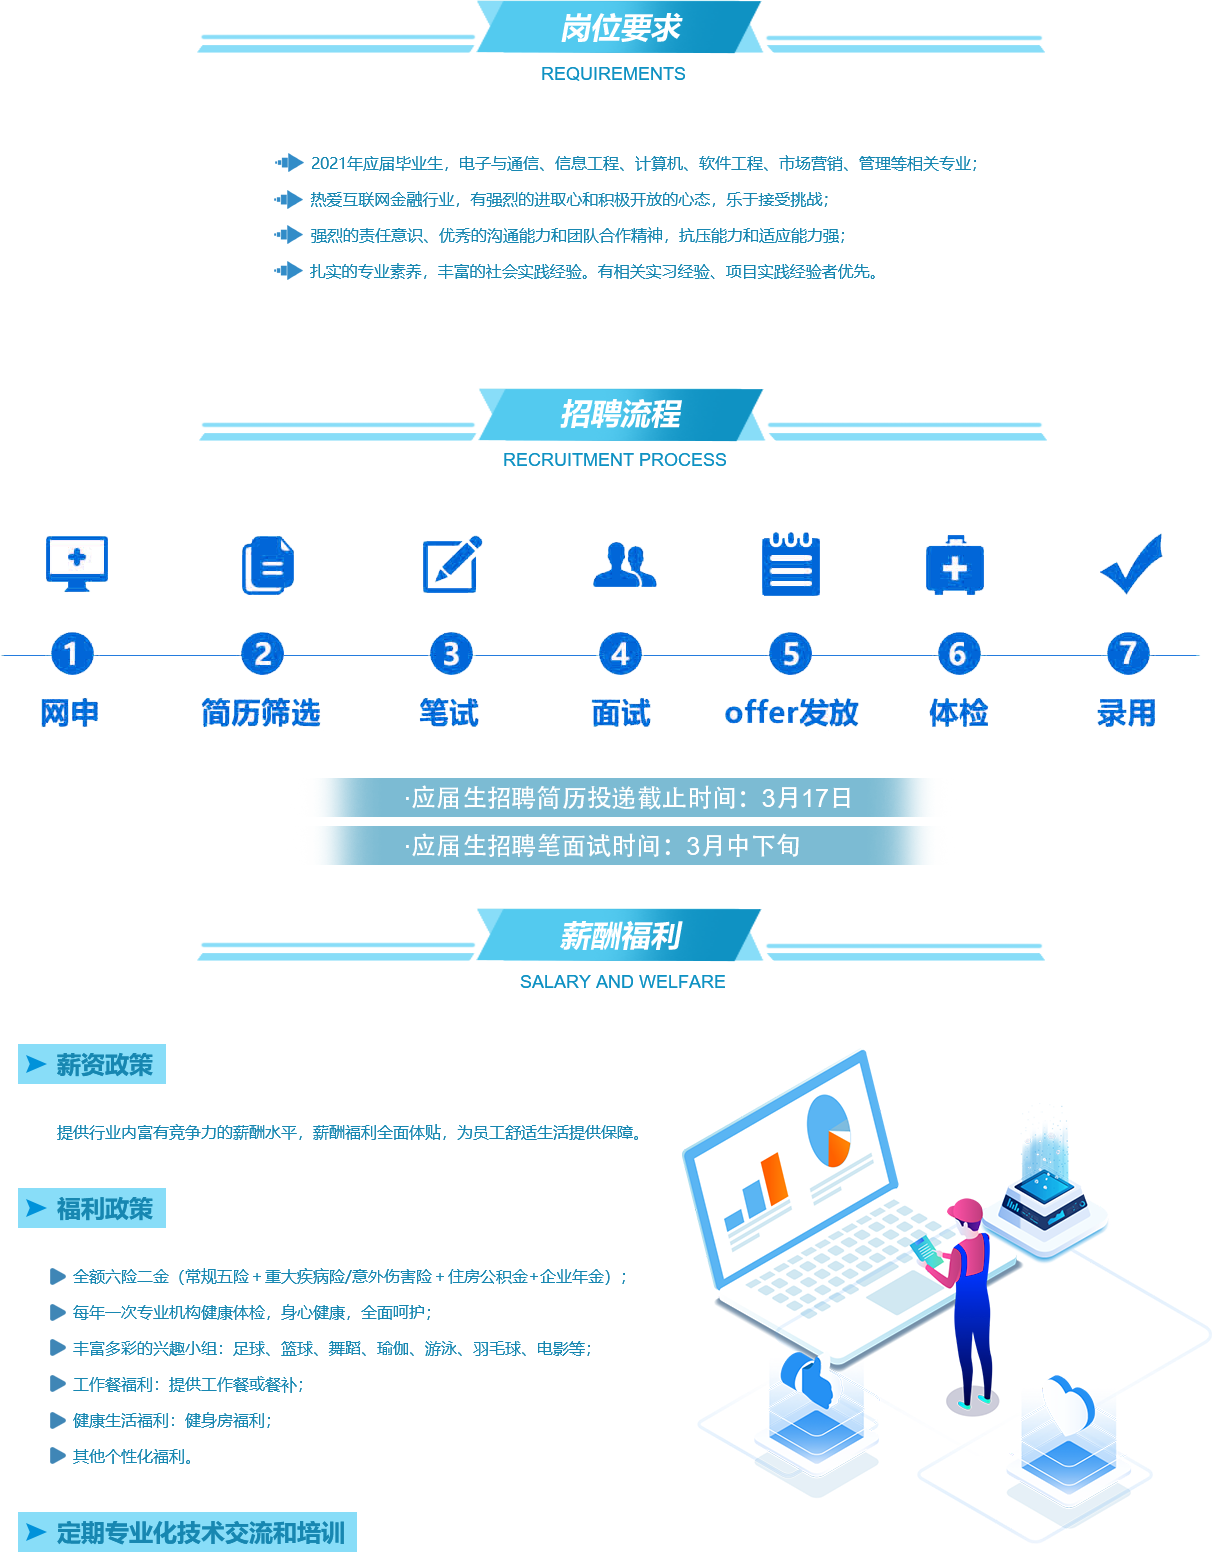 岗位要求
REQUIREMENTS
2021年应届毕业生，电子与通信、信息工程、计算机、软件工程、市场营销、管理等相关专业；
热爱互联网金融行业，有强烈的进取心和积极开放的心态，乐于接受挑战；
强烈的责任意识、优秀的沟通能力和团队合作精神，抗压能力和适应能力强；
扎实的专业素养，丰富的社会实践经验。有相关实习经验、项目实践经验者优先。
招聘流程
RECRUITMENT PROCESS
1 2 3 4 5 6 7
网申 简历筛选 笔试 面试 offer发放 体检 录用
·应届生招聘简历投递截止时间：3月17日
·应届生招聘笔面试时间：3月中下旬
薪酬福利
SALARY AND WELFARE
薪资政策
提供行业内富有竞争力的薪酬水平，薪酬福利全面体贴，为员工舒适生活提供保障。
福利政策
全额六险二金（常规五险＋重大疾病险/意外伤害险＋住房公积金+企业年金）；
每年一次专业机构健康体检，身心健康，全面呵护；
丰富多彩的兴趣小组：足球、篮球、舞蹈、瑜伽、游泳、羽毛球、电影等；
工作餐福利：提供工作餐或餐补；
健康生活福利：健身房福利；
其他个性化福利。
定期专业化技术交流和培训